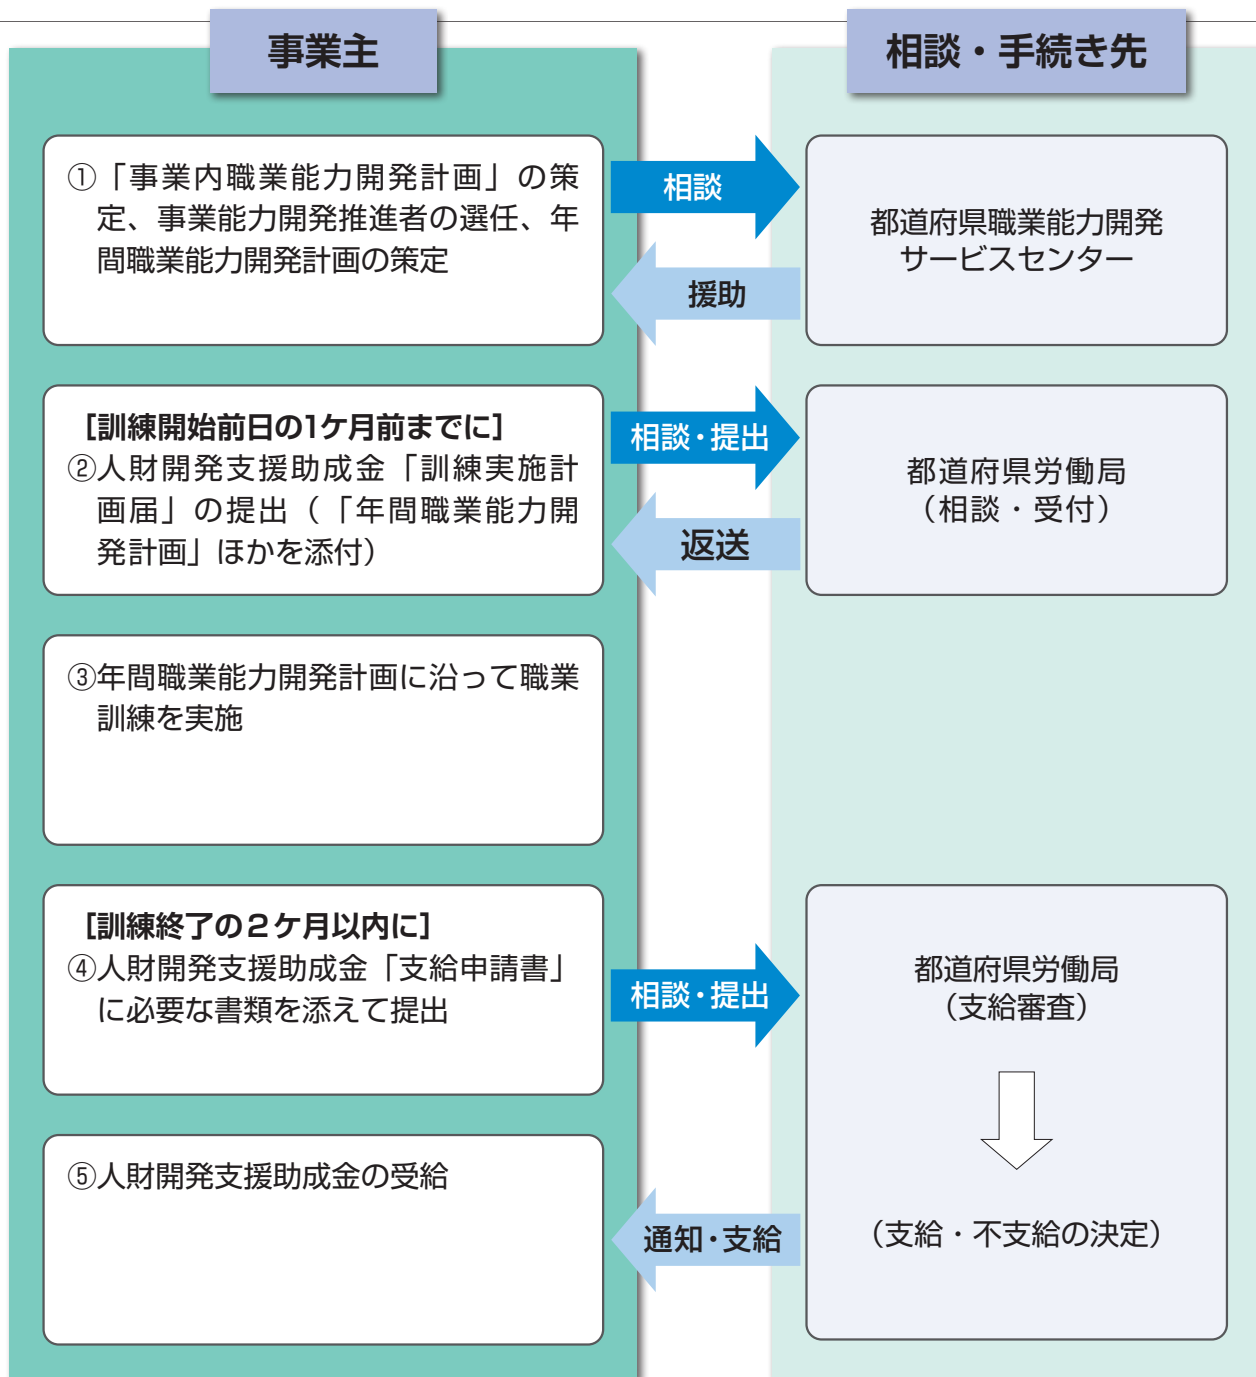 事業主
相談・手続き先
①「事業内職業能力開発計画」の策
定、事業能力開発推進者の選任、年
間職業能力開発計画の策定
相談
援助
都道府県職業能力開発
サービスセンター
［訓練開始前日の1ケ月前までに］
②人財開発支援助成金「訓練実施計
画届」の提出（「年間職業能力開
発計画」ほかを添付）
相談・提出
返送
都道府県労働局
（相談・受付）
③年間職業能力開発計画に沿って職業
訓練を実施
［訓練終了の２ケ月以内に］
④人財開発支援助成金「支給申請書」
に必要な書類を添えて提出
相談・提出
都道府県労働局
（支給審査）
⑤人財開発支援助成金の受給
通知・支給
（支給・不支給の決定）